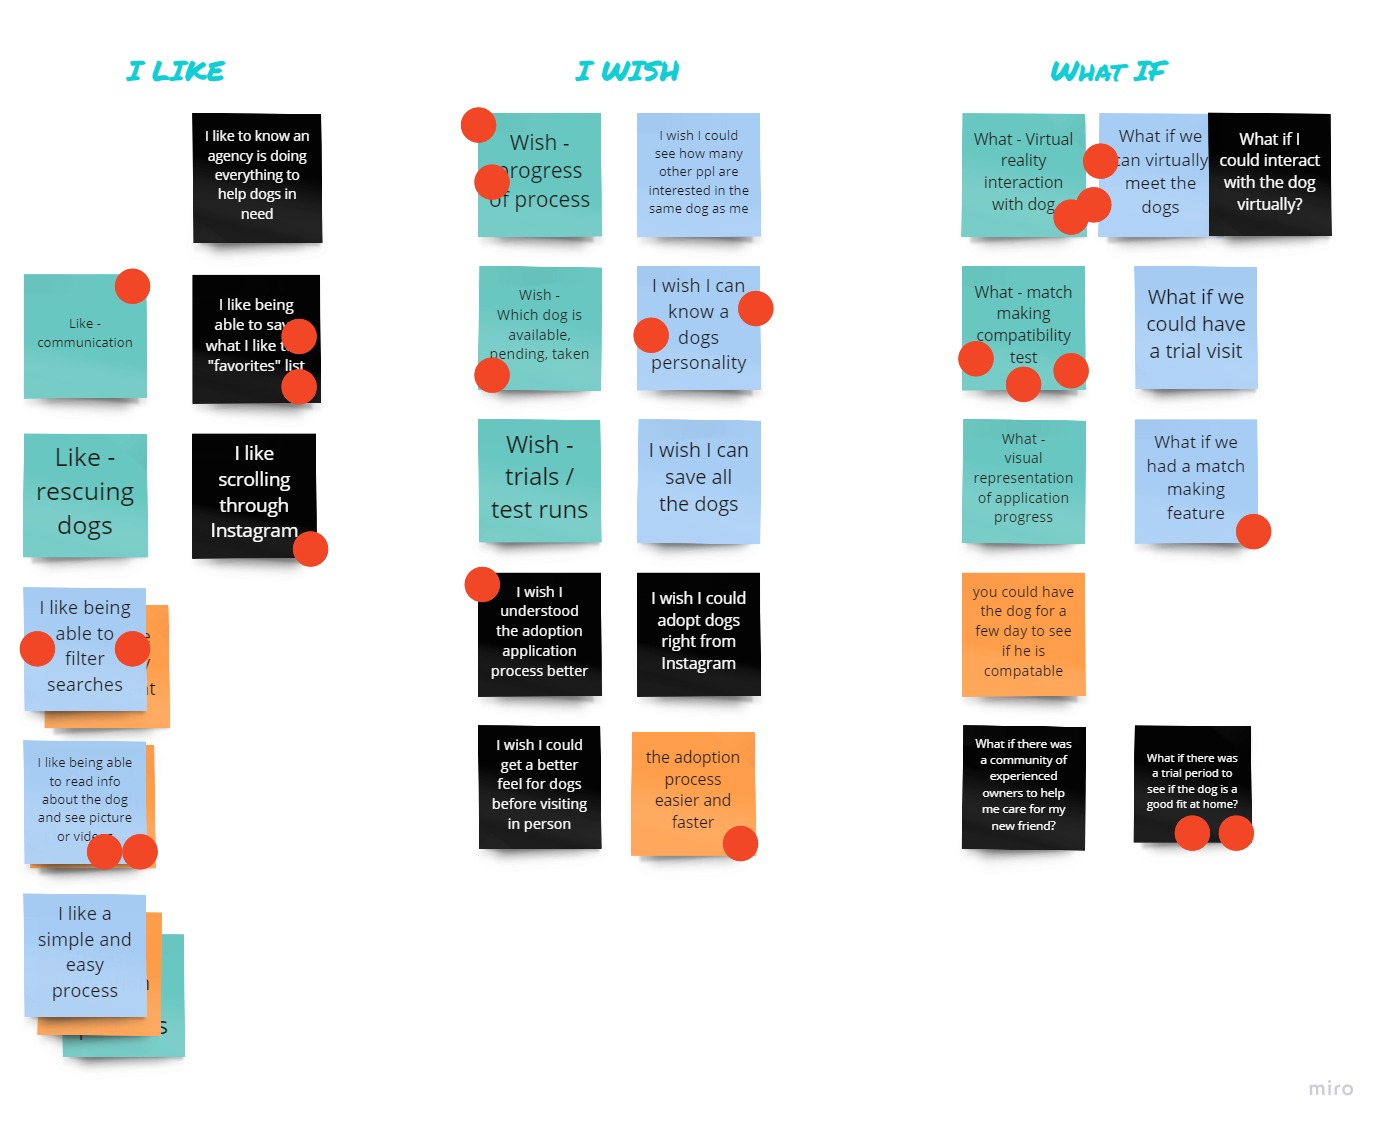 I LIKE
I like to know an
agency is doing
everything to
help dogs in
need
Like -
communication
I like being
able to
what I like
"favorites" list
Like -
rescuing
dogs
I like
scrolling
through
Instagram
I like being
able to
filter
searches
I like being able
to read info
about the dog
and see picture
or
I like a
simple and
easy
process
I WISH
Wish -
progress
of process
I wish I could
see how many
other ppl are
interested in the
same dog as me
Wish -
Which dog is
available,
pending, taken
I wish I can
know a
dogs
personality
Wish -
trials /
test runs
I wish I can
save all
the dogs
I wish I
understood
the adoption
application
process better
I wish I could
adopt dogs
right from
Instagram
I wish I could
get a better
feel for dogs
before visiting
in person
the adoption
process
easier and
faster
WHAT IF
What - Virtual
reality
interaction
with dog
What if we
can virtually
meet the
dogs
What if I
could interact
with the dog
virtually?
What - match
making
compatibility
test
What if we
could have
a trial visit
What -
visual
representation
of application
progress
What if we
had a match
making
feature
you could have
the dog for a
few day to see
if he is
compatable
What if there was
a community of
experienced
owners to help
me care for my
new friend?
What if there was
a trial period to
see if the dog is a
good fit at home?
miro